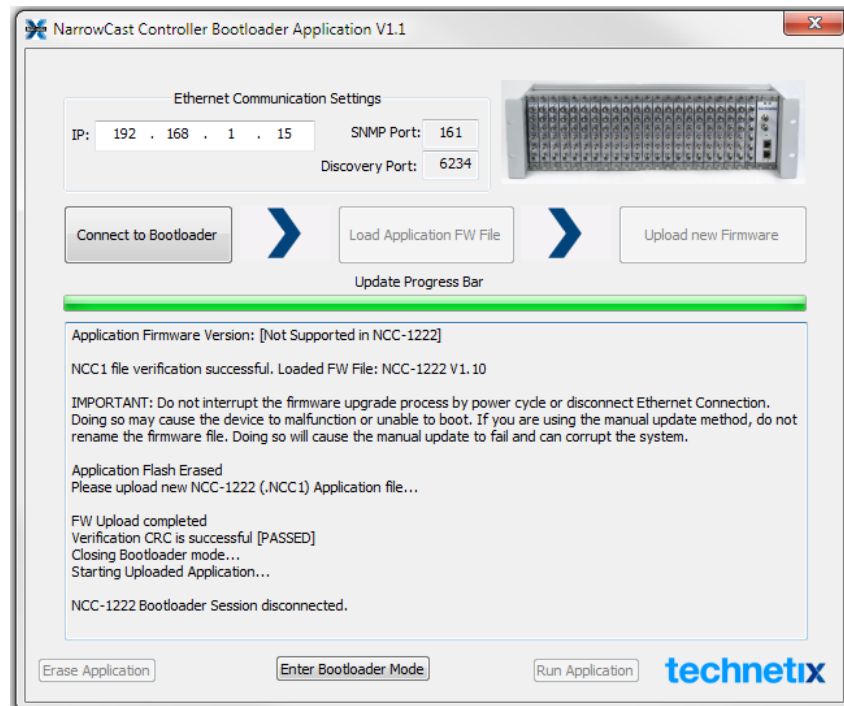 NarrowCast Controller Bootloader Application V1.1
Ethernet Communication Settings
IP: 192 . 168 . 1 . 15
SNMP Port: 161
Discovery Port: 6234
Connect to Bootloader
Load Application FW File
Upload new Firmware
Update Progress Bar
Application Firmware Version: [Not Supported in NCC-1222]
NCC1 file verification successful. Loaded FW File: NCC-1222 V1.10
IMPORTANT: Do not interrupt the firmware upgrade process by power cycle or disconnect Ethernet Connection.
Doing so may cause the device to malfunction or unable to boot. If you are using the manual update method, do not
rename the firmware file. Doing so will cause the manual update to fail and can corrupt the system.
Application Flash Erased
Please upload new NCC-1222 (.NCC1) Application file...
FW Upload completed
Verification CRC is successful [PASSED]
Closing Bootloader mode...
Starting Uploaded Application...
NCC-1222 Bootloader Session disconnected.
Erase Application
Enter Bootloader Mode
Run Application
technetix